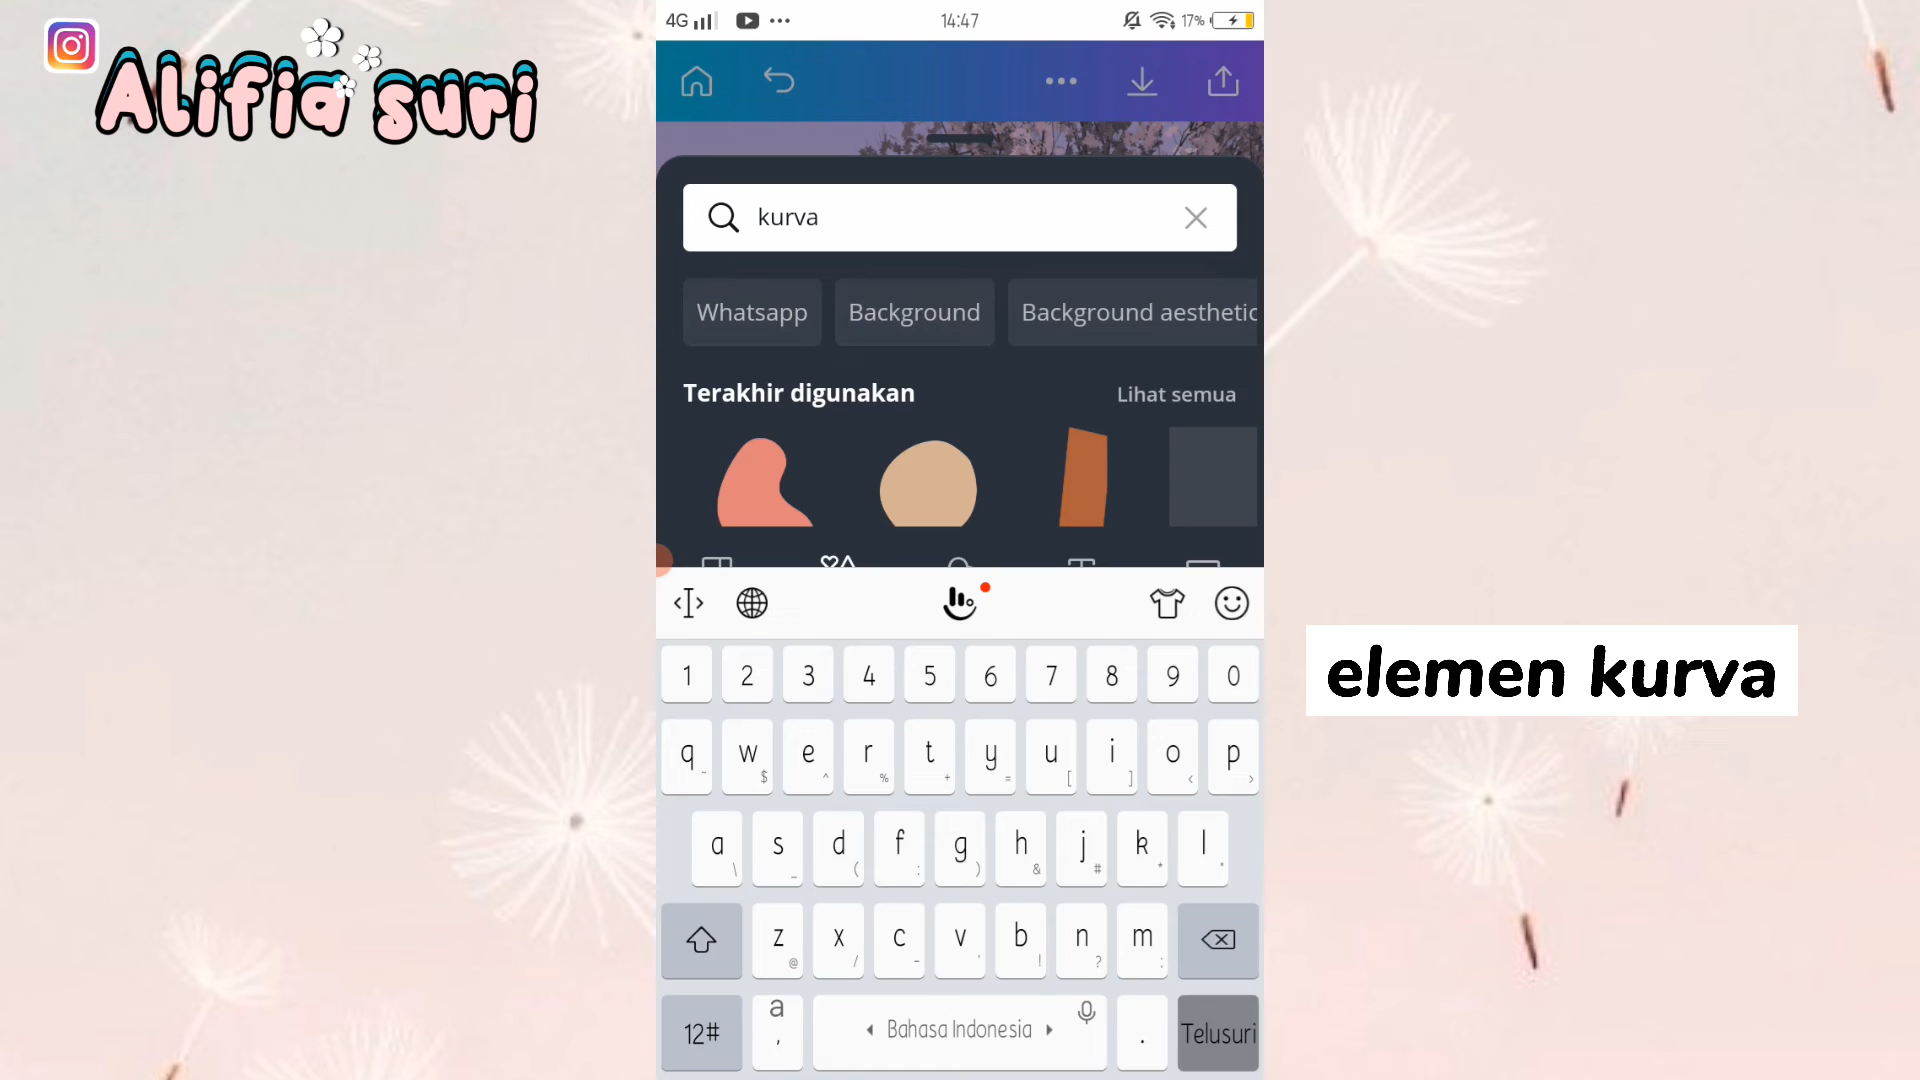 Alifia suri
4G 14:47 17%
kurva
Whatsapp Background Background aesthetic
Terakhir digunakan Lihat semua
elemen kurva
1 2 3 4 5 6 7 8 9 0
q w e r t y u i o p
~ $ ^ % + = [ ] < >
a s d f g h j k l
\ _ ( : ) & # * "
z x c v b n m
@ / - ' ! ? ;
12# a , Bahasa Indonesia . Telusuri